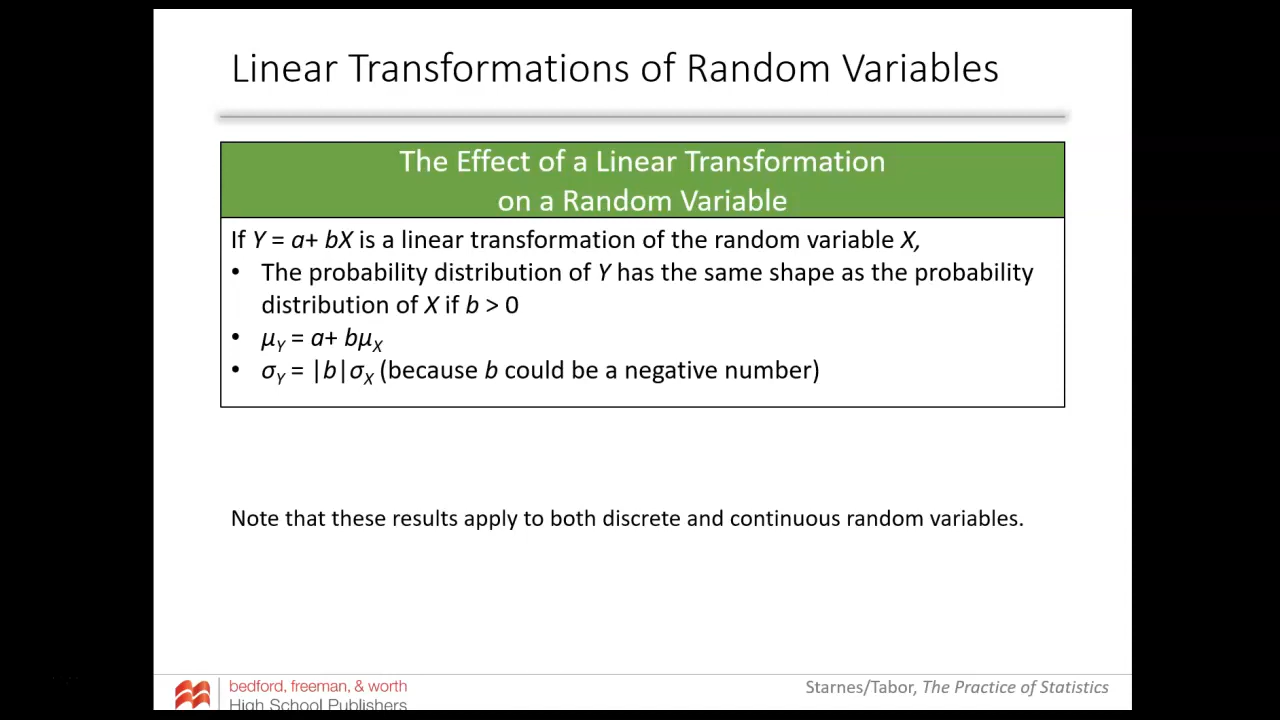 Linear Transformations of Random Variables
The Effect of a Linear Transformation
on a Random Variable
If Y = a+ bX is a linear transformation of the random variable X,
• The probability distribution of Y has the same shape as the probability
distribution of X if b > 0
• μY = a+ bμX
• σY = |b|σX (because b could be a negative number)
Note that these results apply to both discrete and continuous random variables.
bedford, freeman, & worth
High School Publishers
Starnes/Tabor, The Practice of Statistics